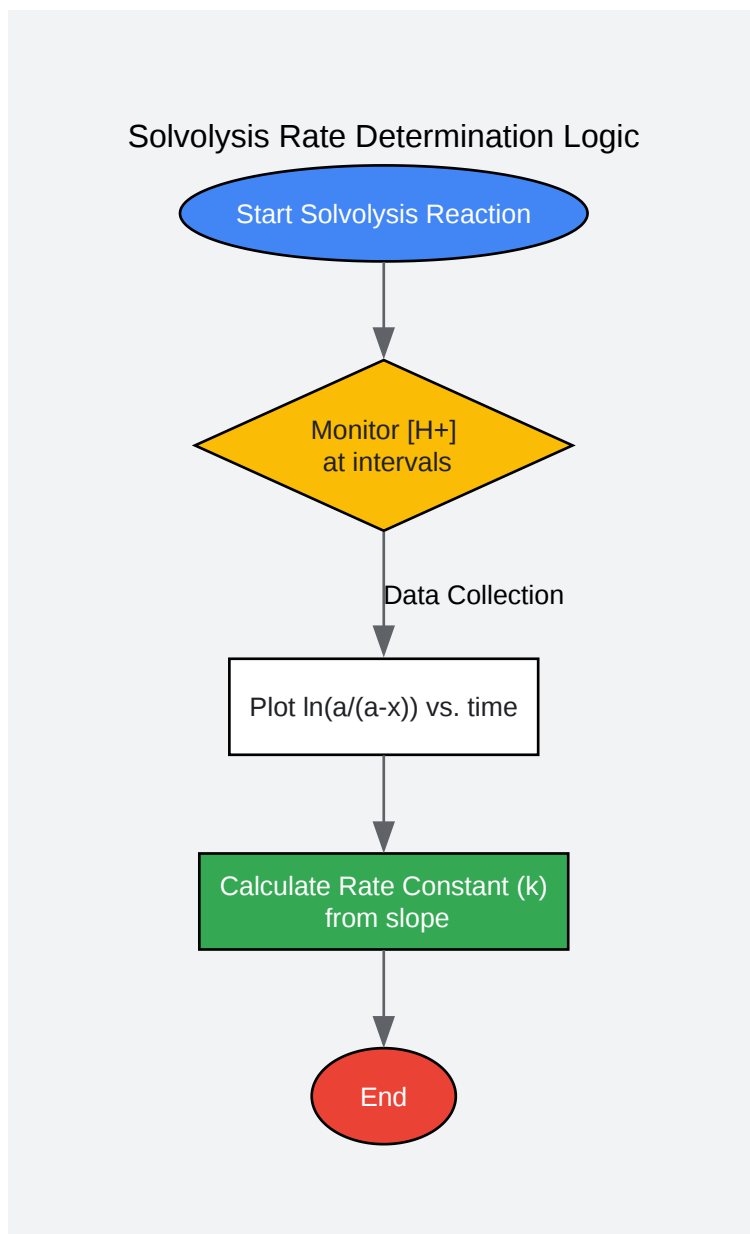 Solvolysis Rate Determination Logic
Start Solvolysis Reaction
Monitor [H+]
at intervals
Data Collection
Plot ln(a/(a-x)) vs. time
Calculate Rate Constant (k)
from slope
End